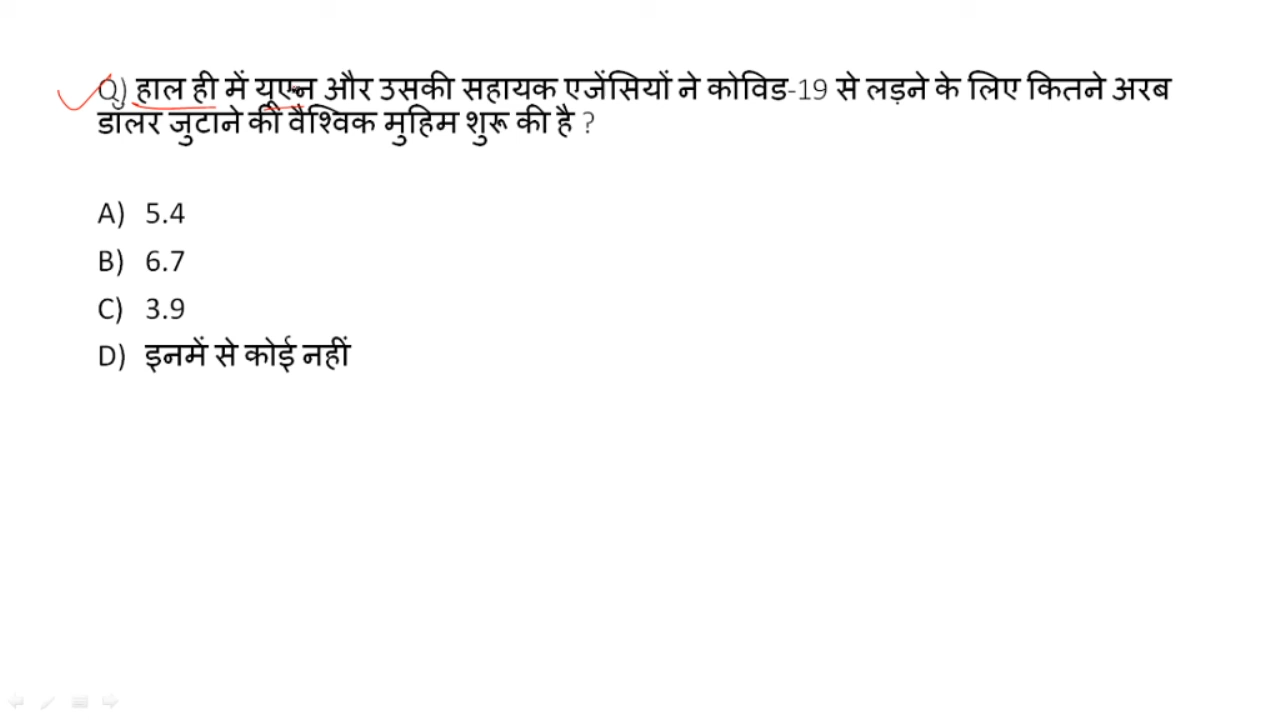 Q) हाल ही में यूएन और उसकी सहायक एजेंसियों ने कोविड-19 से लड़ने के लिए कितने अरब
डालर जुटाने की वैश्विक मुहिम शुरू की है ?
A) 5.4
B) 6.7
C) 3.9
D) इनमें से कोई नहीं